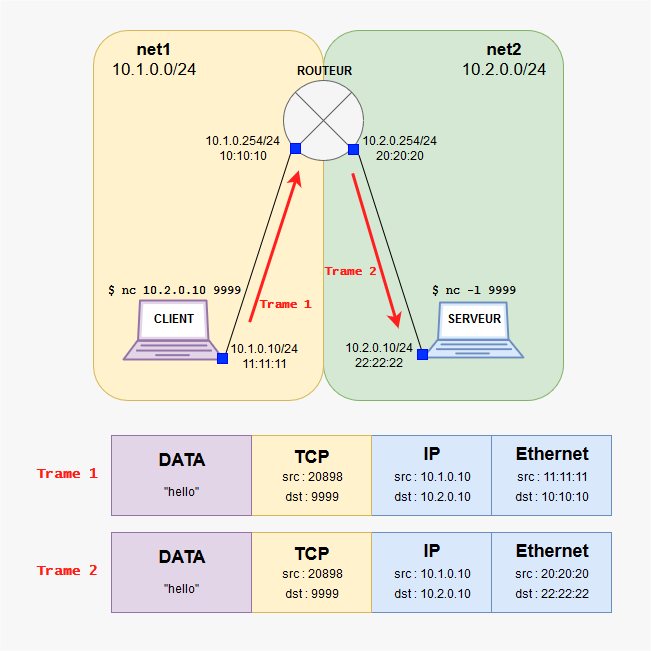 net1
10.1.0.0/24
net2
10.2.0.0/24
ROUTEUR
10.1.0.254/24
10:10:10
10.2.0.254/24
20:20:20
Trame 1
Trame 2
$ nc 10.2.0.10 9999
CLIENT
10.1.0.10/24
11:11:11
$ nc -l 9999
SERVEUR
10.2.0.10/24
22:22:22
Trame 1
DATA
"hello"
TCP
src : 20898
dst : 9999
IP
src : 10.1.0.10
dst : 10.2.0.10
Ethernet
src : 11:11:11
dst : 10:10:10
Trame 2
DATA
"hello"
TCP
src : 20898
dst : 9999
IP
src : 10.1.0.10
dst : 10.2.0.10
Ethernet
src : 20:20:20
dst : 22:22:22